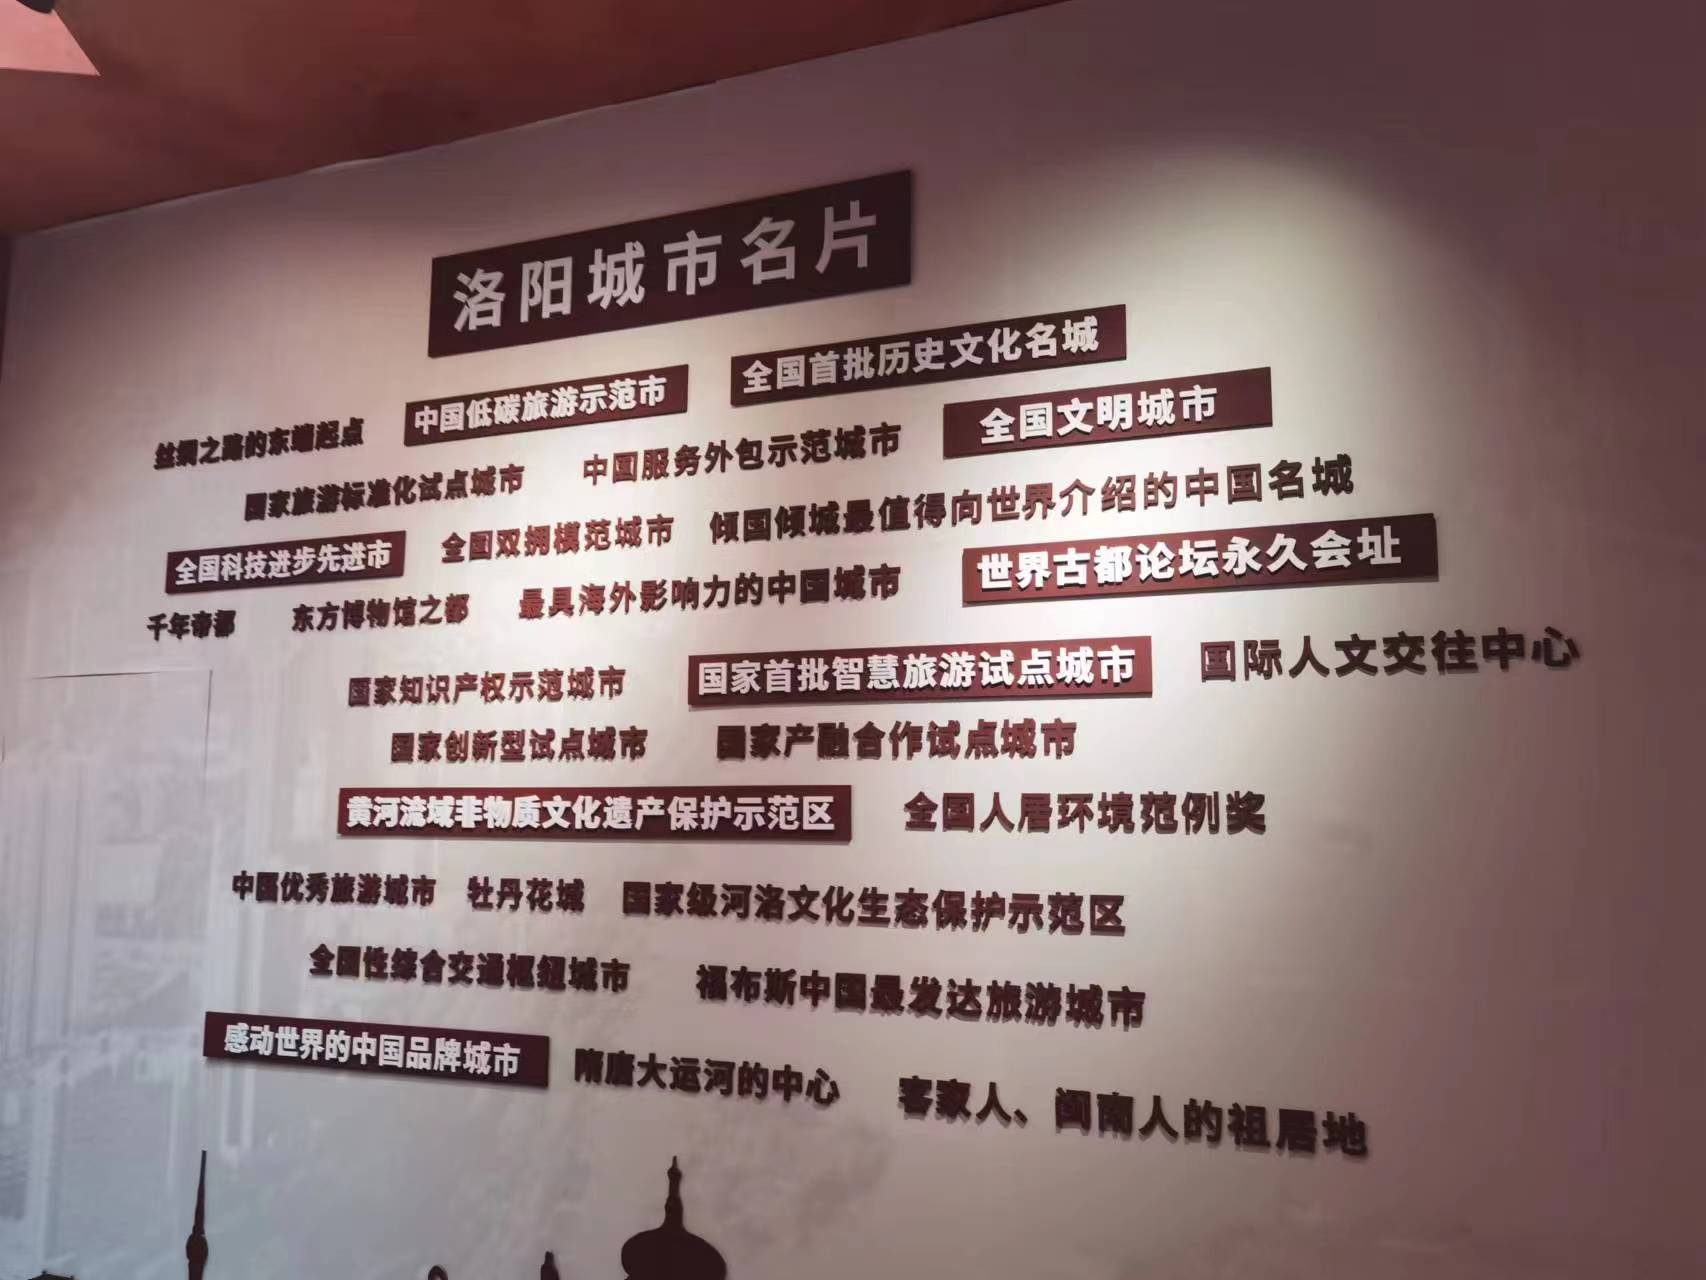 洛阳城市名片
丝绸之路的东端起点 中国低碳旅游示范市 全国首批历史文化名城
国家旅游标准化试点城市 中国服务外包示范城市 全国文明城市
全国科技进步先进市 全国双拥模范城市 倾国倾城最值得向世界介绍的中国名城
千年帝都 东方博物馆之都 最具海外影响力的中国城市 世界古都论坛永久会址
国家知识产权示范城市 国家首批智慧旅游试点城市 国际人文交往中心
国家创新型试点城市 国家产融合作试点城市
黄河流域非物质文化遗产保护示范区 全国人居环境范例奖
中国优秀旅游城市 牡丹花城 国家级河洛文化生态保护示范区
全国性综合交通枢纽城市 福布斯中国最发达旅游城市
感动世界的中国品牌城市 隋唐大运河的中心 客家人、闽南人的祖居地